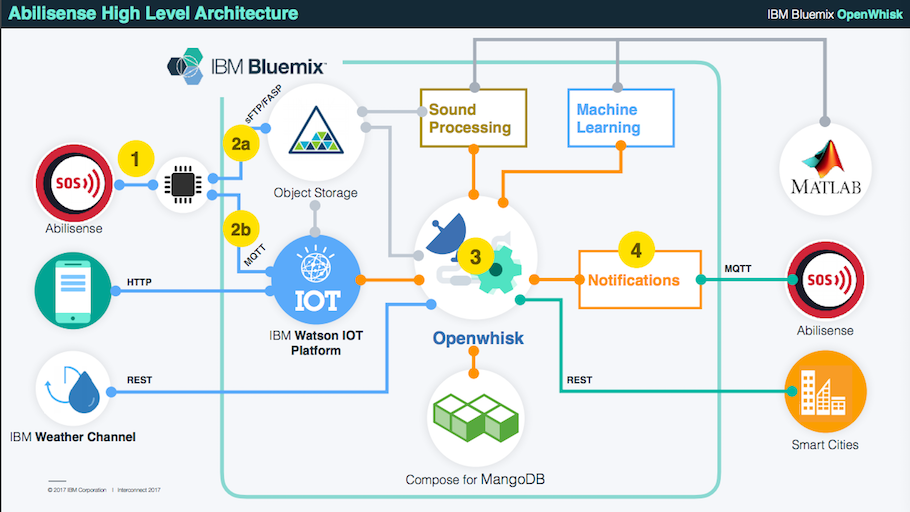 Abilisense High Level Architecture
IBM Bluemix OpenWhisk
IBM Bluemix™
sFTP/FASP
Sound
Processing
Machine
Learning
1
2a
SOS
Abilisense
Object Storage
MATLAB
2b
MQTT
3
4
HTTP
IOT
IBM Watson IOT
Platform
Notifications
MQTT
SOS
Abilisense
Openwhisk
REST
REST
IBM Weather Channel
Smart Cities
Compose for MangoDB
© 2017 IBM Corporation | Interconnect 2017